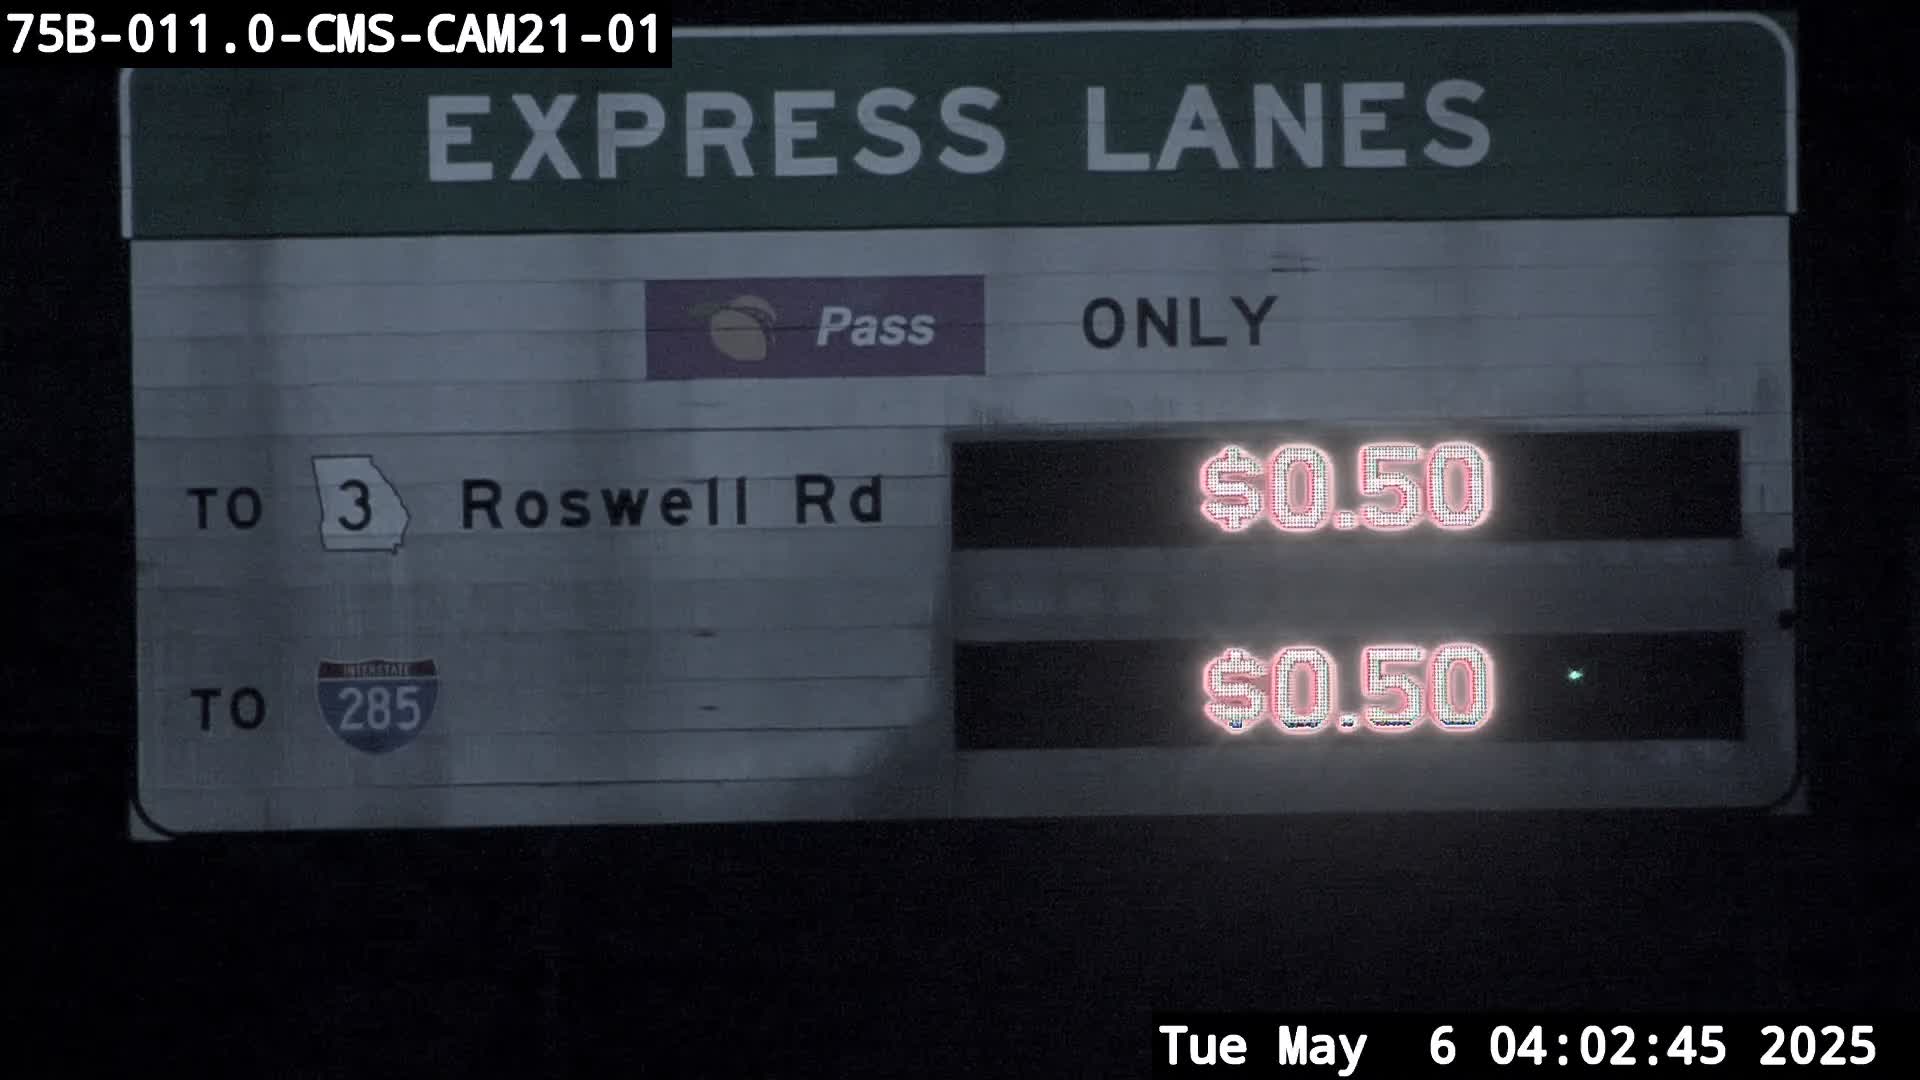 75B-011.0-CMS-CAM21-01
EXPRESS LANES
Pass ONLY
TO 3 Roswell Rd $0.50
INTERSTATE
TO 285 $0.50
Tue May 6 04:02:45 2025